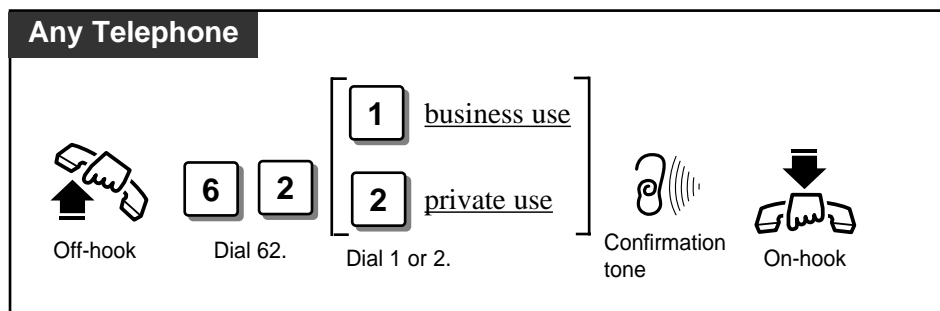 Any Telephone
1 business use
6 2
2 private use
Off-hook
Dial 62.
Dial 1 or 2.
Confirmation
tone
On-hook